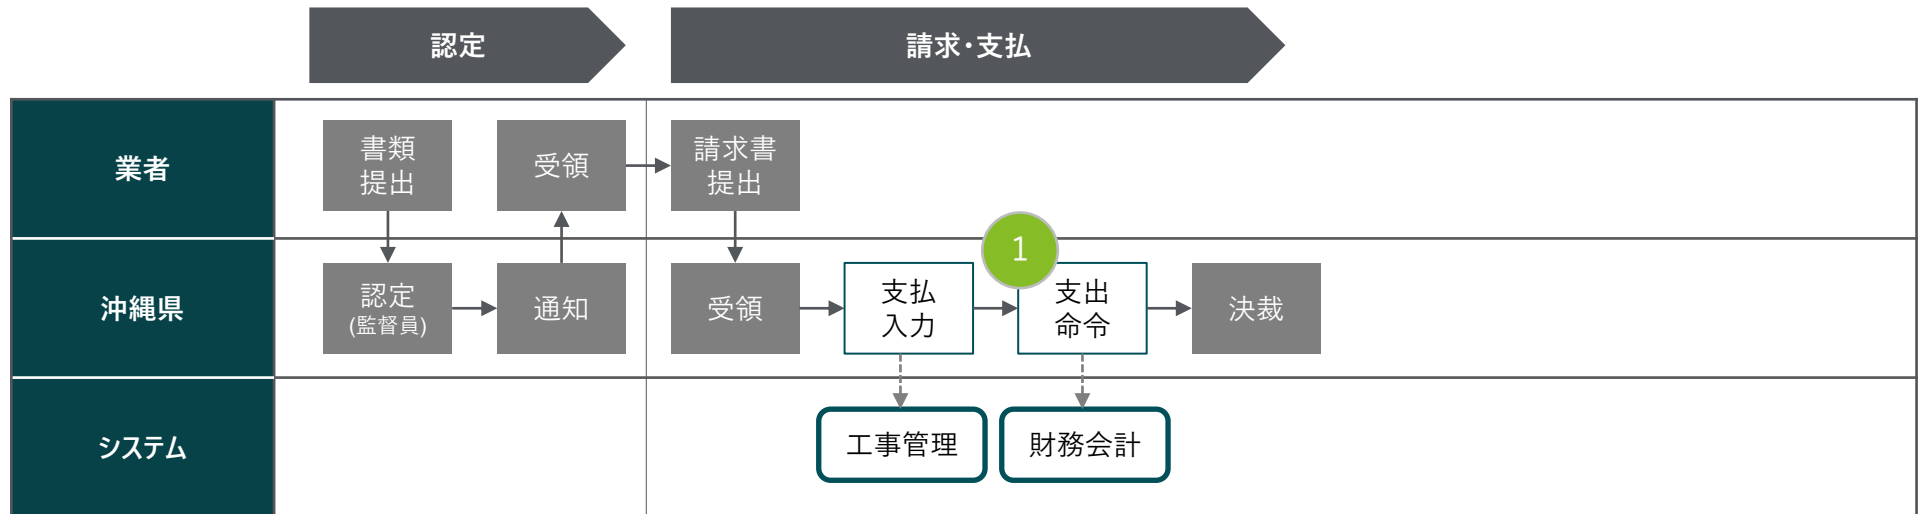 認定
請求・支払
業者
書類
提出
受領
請求書
提出
1
沖縄県
認定
(監督員)
通知
受領
支払
入力
支出
命令
決裁
システム
工事管理
財務会計